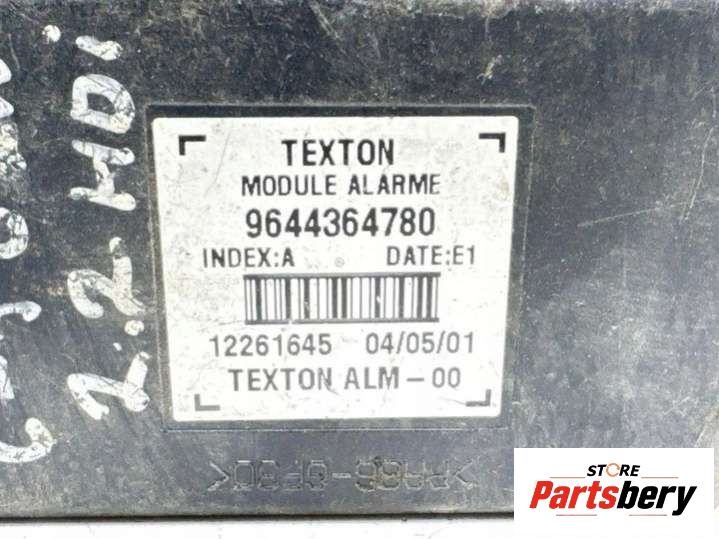 2.2 HDi
TEXTON
MODULE ALARME
9644364780
INDEX:A DATE:E1
12261645 04/05/01
TEXTON ALM-00
>PA66-GF30<
STORE
Partsbery